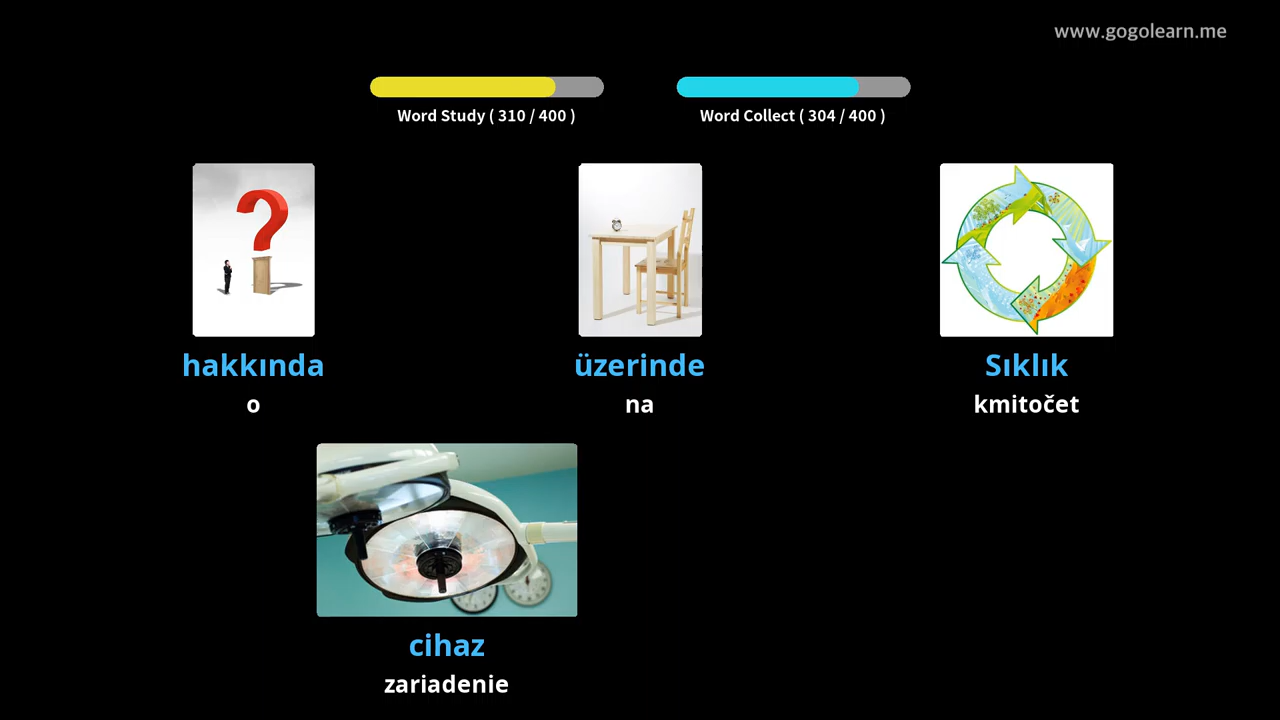 www.gogolearn.me
Word Study ( 310 / 400 )
Word Collect ( 304 / 400 )
hakkında
o
üzerinde
na
Sıklık
kmitočet
cihaz
zariadenie